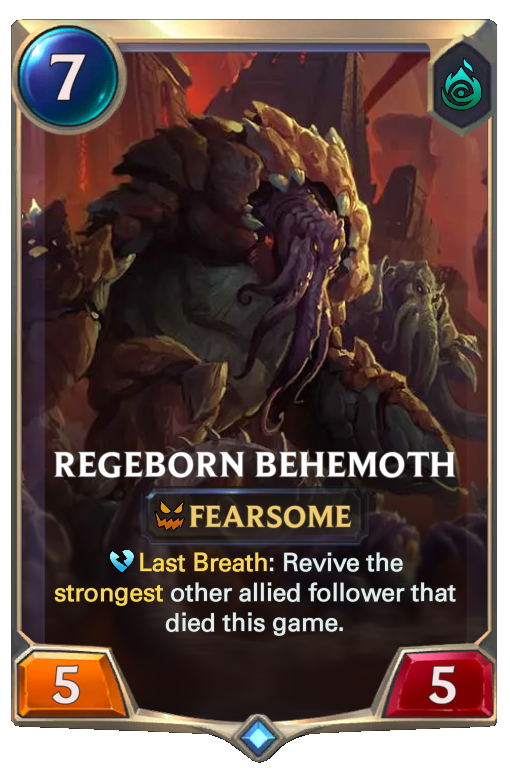 7
REGEBORN BEHEMOTH
FEARSOME
Last Breath: Revive the
strongest other allied follower that
died this game.
5
5